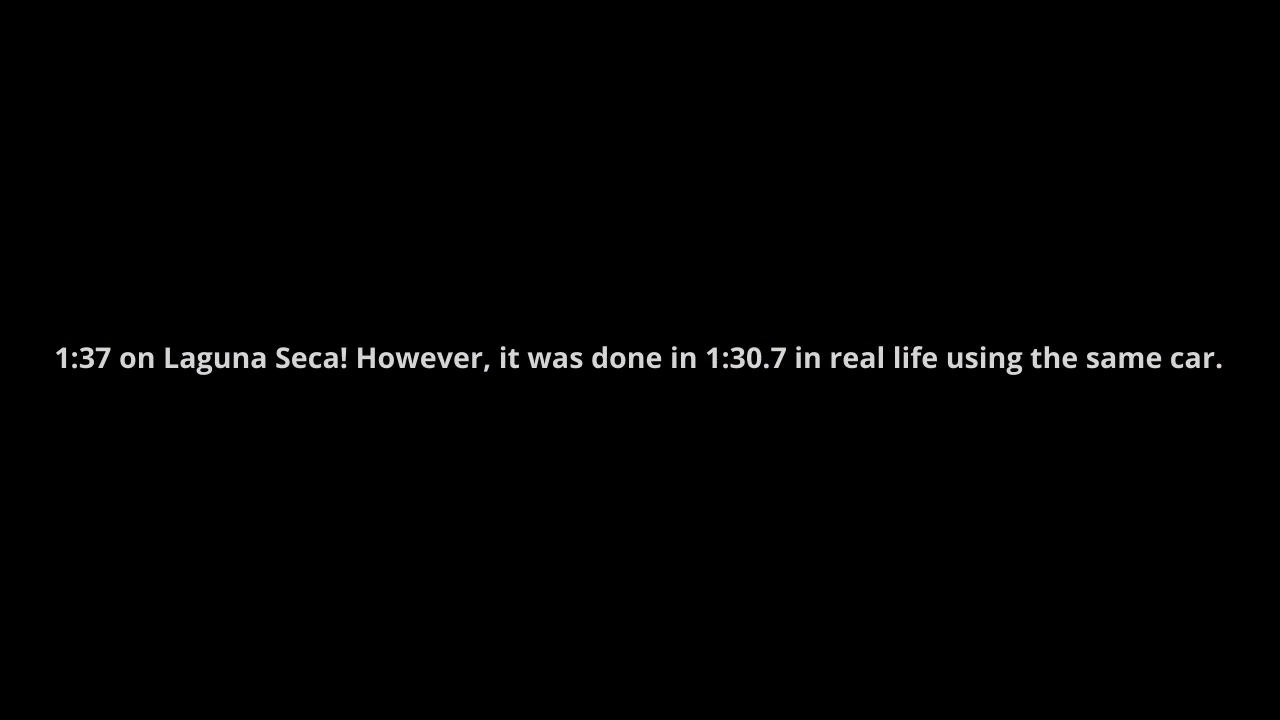 1:37 on Laguna Seca! However, it was done in 1:30.7 in real life using the same car.